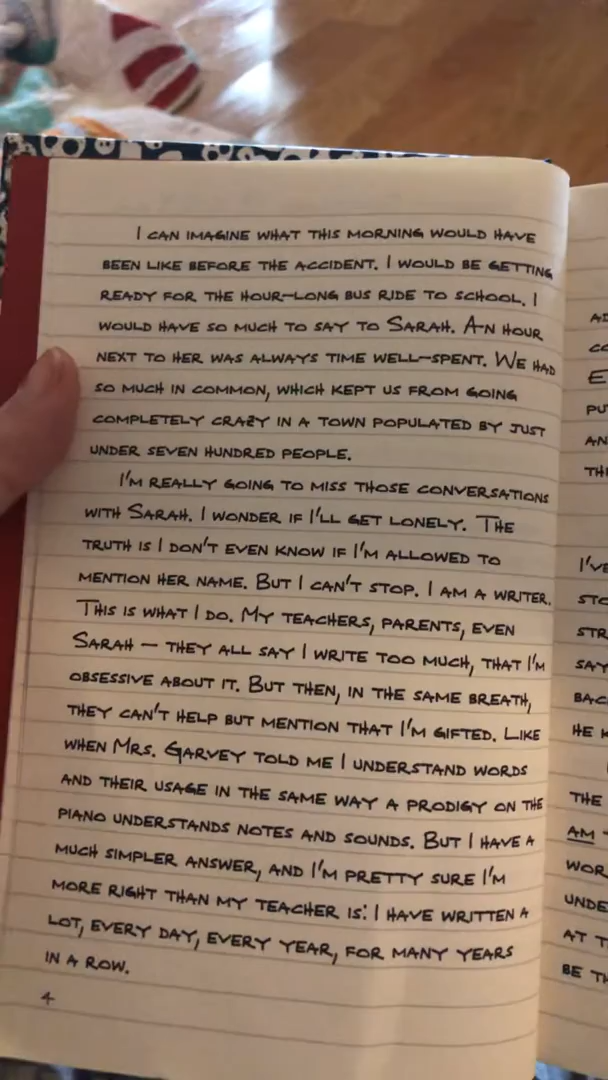 I CAN IMAGINE WHAT THIS MORNING WOULD HAVE
BEEN LIKE BEFORE THE ACCIDENT. I WOULD BE GETTING
READY FOR THE HOUR-LONG BUS RIDE TO SCHOOL. I
WOULD HAVE SO MUCH TO SAY TO SARAH. AN HOUR
NEXT TO HER WAS ALWAYS TIME WELL-SPENT. WE HAD
SO MUCH IN COMMON, WHICH KEPT US FROM GOING
COMPLETELY CRAZY IN A TOWN POPULATED BY JUST
UNDER SEVEN HUNDRED PEOPLE.
I'M REALLY GOING TO MISS THOSE CONVERSATIONS
WITH SARAH. I WONDER IF I'LL GET LONELY. THE
TRUTH IS I DON'T EVEN KNOW IF I'M ALLOWED TO
MENTION HER NAME. BUT I CAN'T STOP. I AM A WRITER.
THIS IS WHAT I DO. MY TEACHERS, PARENTS, EVEN
SARAH — THEY ALL SAY I WRITE TOO MUCH, THAT I'M
OBSESSIVE ABOUT IT. BUT THEN, IN THE SAME BREATH,
THEY CAN'T HELP BUT MENTION THAT I'M GIFTED. LIKE
WHEN MRS. GARVEY TOLD ME I UNDERSTAND WORDS
AND THEIR USAGE IN THE SAME WAY A PRODIGY ON THE
PIANO UNDERSTANDS NOTES AND SOUNDS. BUT I HAVE A
MUCH SIMPLER ANSWER, AND I'M PRETTY SURE I'M
MORE RIGHT THAN MY TEACHER IS: I HAVE WRITTEN A
LOT, EVERY DAY, EVERY YEAR, FOR MANY YEARS
IN A ROW.
4
I'VE
SAY
HE
THE
AM
AT
BE